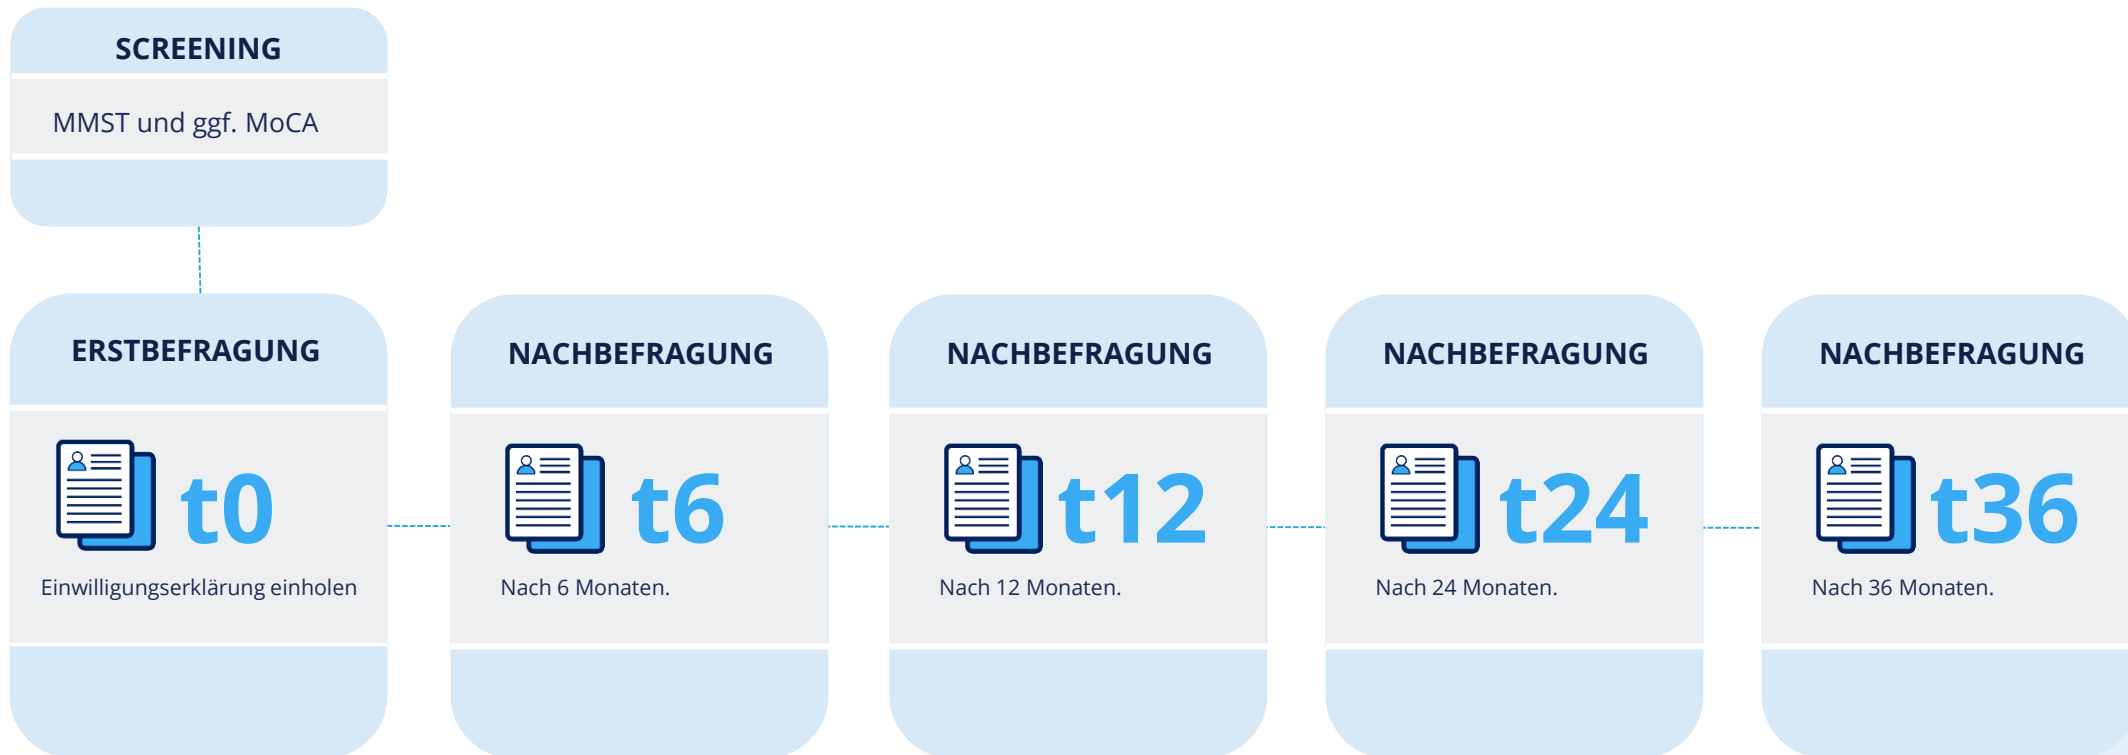 SCREENING
MMST und ggf. MoCA
ERSTBEFRAGUNG
t0
Einwilligungserklärung einholen
NACHBEFRAGUNG
t6
Nach 6 Monaten.
NACHBEFRAGUNG
t12
Nach 12 Monaten.
NACHBEFRAGUNG
t24
Nach 24 Monaten.
NACHBEFRAGUNG
t36
Nach 36 Monaten.